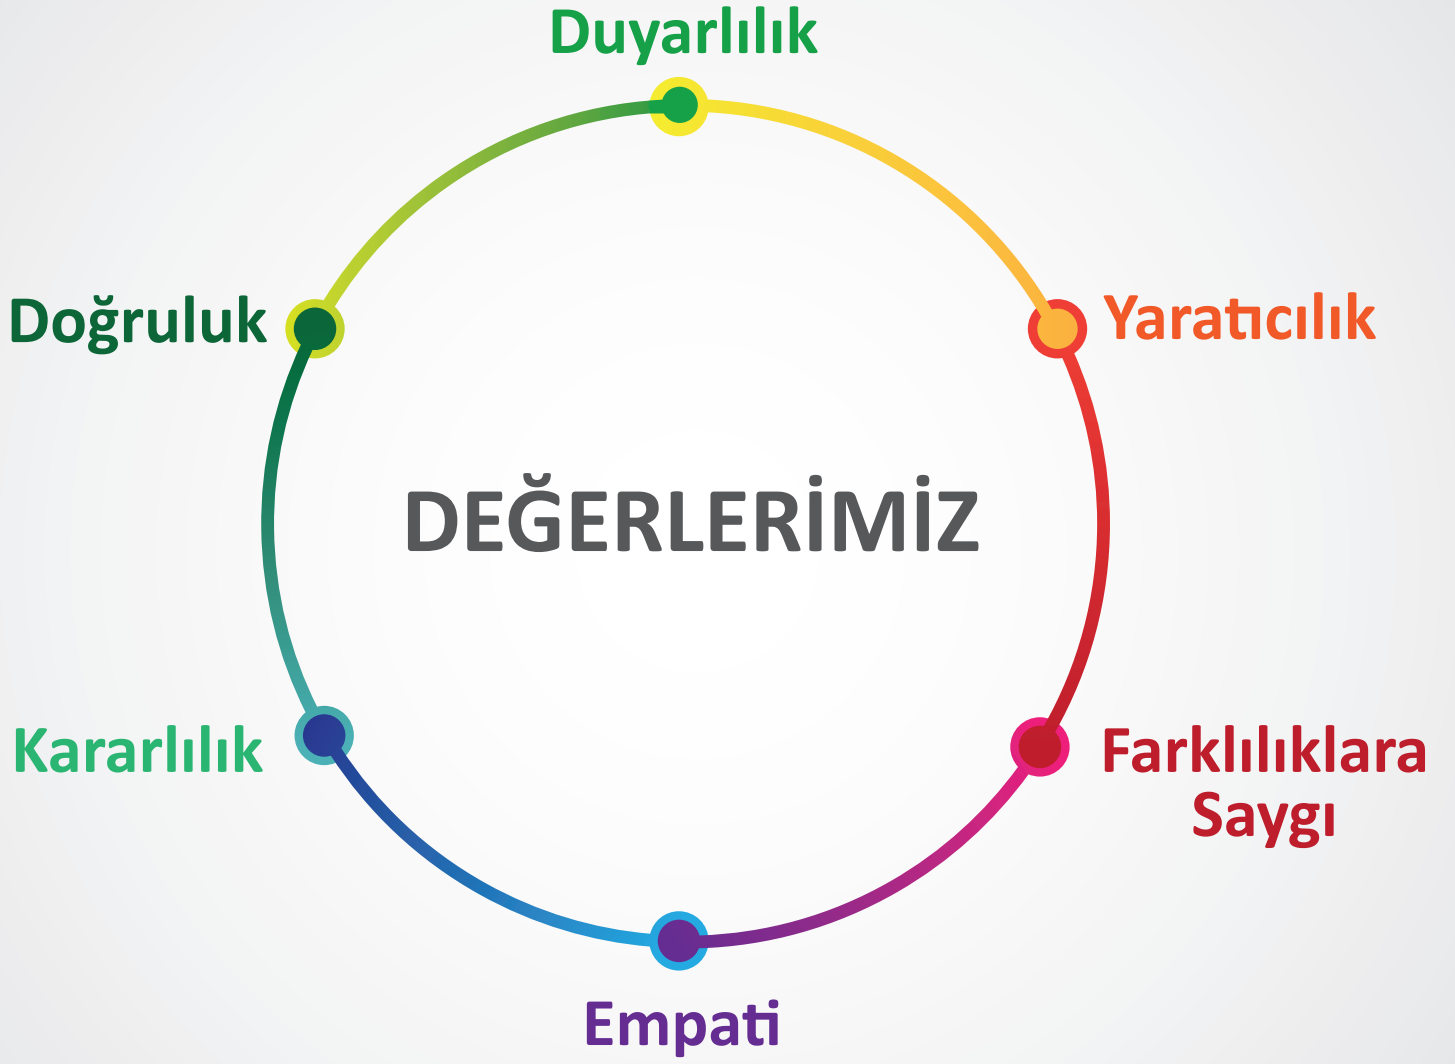 Duyarlılık
Doğruluk
Yaratıcılık
DEĞERLERİMİZ
Kararlılık
Farklılıklara
Saygı
Empati